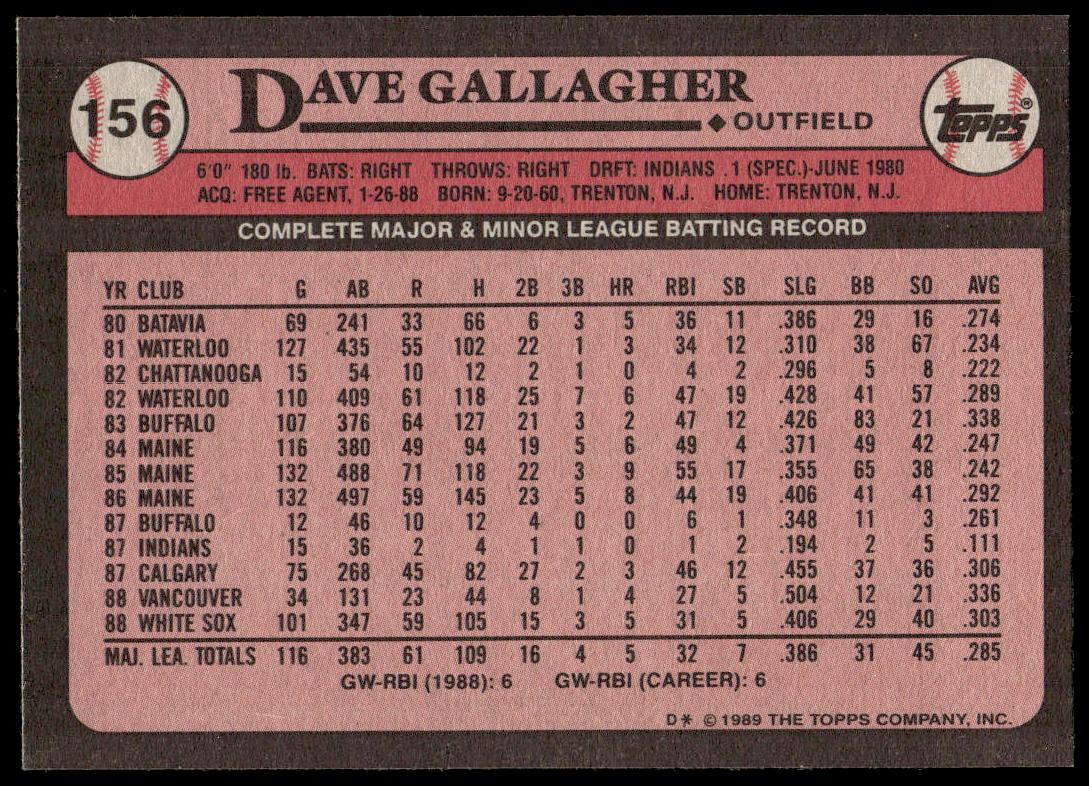 156
DAVE GALLAGHER
OUTFIELD
Topps®
6'0" 180 lb. BATS: RIGHT THROWS: RIGHT DRFT: INDIANS .1 (SPEC.)-JUNE 1980
ACQ: FREE AGENT, 1-26-88 BORN: 9-20-60, TRENTON, N.J. HOME: TRENTON, N.J.
COMPLETE MAJOR & MINOR LEAGUE BATTING RECORD
YR CLUB G AB R H 2B 3B HR RBI SB SLG BB SO AVG
80 BATAVIA 69 241 33 66 6 3 5 36 11 .386 29 16 .274
81 WATERLOO 127 435 55 102 22 1 3 34 12 .310 38 67 .234
82 CHATTANOOGA 15 54 10 12 2 1 0 4 2 .296 5 8 .222
82 WATERLOO 110 409 61 118 25 7 6 47 19 .428 41 57 .289
83 BUFFALO 107 376 64 127 21 3 2 47 12 .426 83 21 .338
84 MAINE 116 380 49 94 19 5 6 49 4 .371 49 42 .247
85 MAINE 132 488 71 118 22 3 9 55 17 .355 65 38 .242
86 MAINE 132 497 59 145 23 5 8 44 19 .406 41 41 .292
87 BUFFALO 12 46 10 12 4 0 0 6 1 .348 11 3 .261
87 INDIANS 15 36 2 4 1 1 0 1 2 .194 2 5 .111
87 CALGARY 75 268 45 82 27 2 3 46 12 .455 37 36 .306
88 VANCOUVER 34 131 23 44 8 1 4 27 5 .504 12 21 .336
88 WHITE SOX 101 347 59 105 15 3 5 31 5 .406 29 40 .303
MAJ. LEA. TOTALS 116 383 61 109 16 4 5 32 7 .386 31 45 .285
GW-RBI (1988): 6 GW-RBI (CAREER): 6
D* © 1989 THE TOPPS COMPANY, INC.